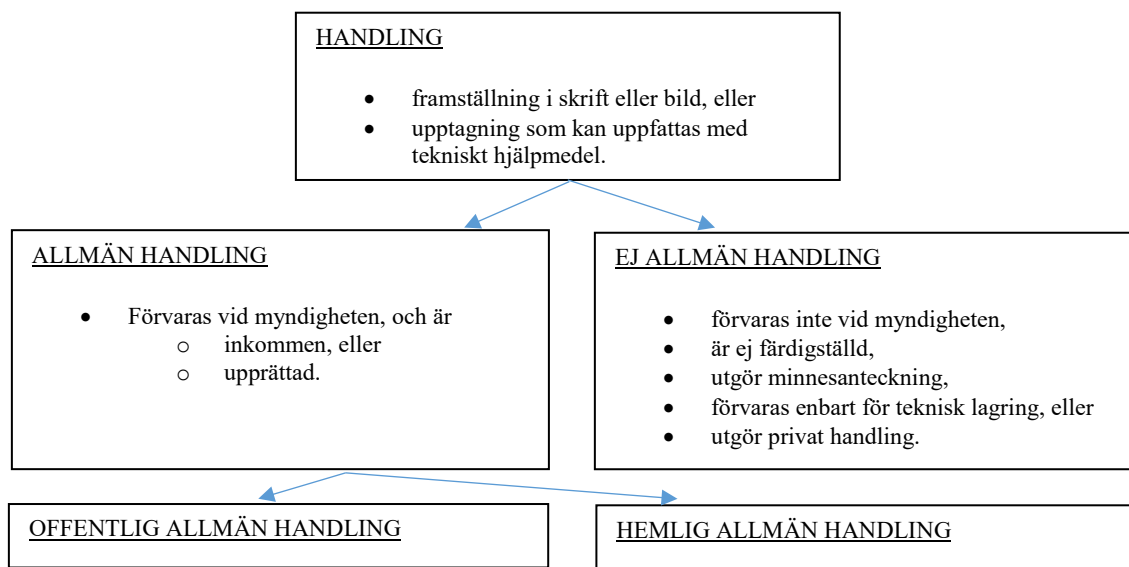 HANDLING
• framställning i skrift eller bild, eller
• upptagning som kan uppfattas med
tekniskt hjälpmedel.
ALLMÄN HANDLING
• Förvaras vid myndigheten, och är
o inkommen, eller
o upprättad.
EJ ALLMÄN HANDLING
• förvaras inte vid myndigheten,
• är ej färdigställd,
• utgör minnesanteckning,
• förvaras enbart för teknisk lagring, eller
• utgör privat handling.
OFFENTLIG ALLMÄN HANDLING
HEMLIG ALLMÄN HANDLING